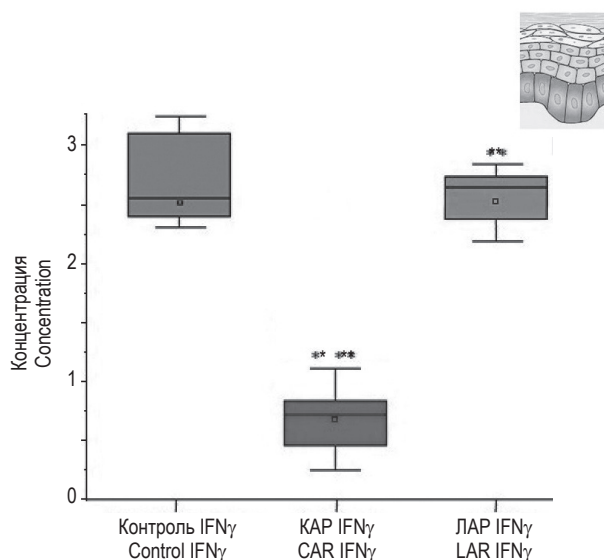 3
2
1
0
Концентрация
Concentration
**
** **
Контроль IFNγ
Control IFNγ
КАР IFNγ
CAR IFNγ
ЛАР IFNγ
LAR IFNγ